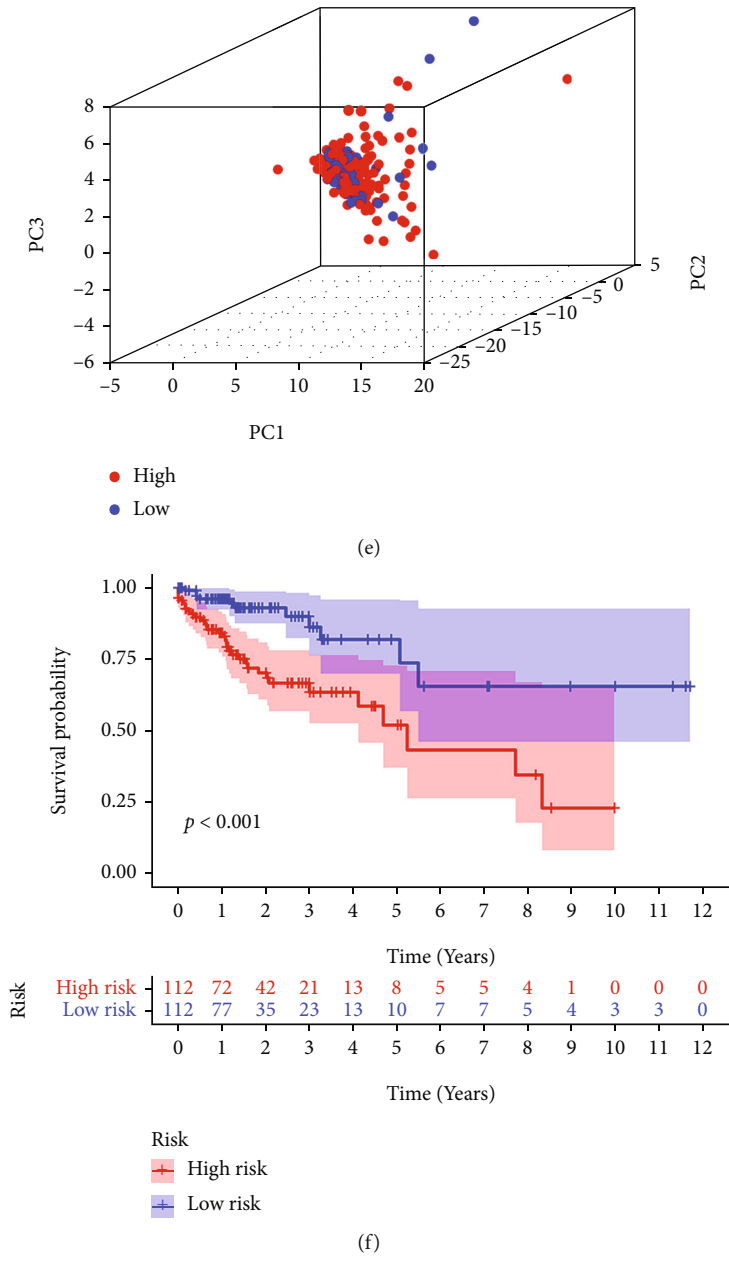 8
6
4
2
0
−2
−4
−6
PC3
−5 0 5 10 15 20
PC1
−25
−20
−15
−10
−5
0
5
PC2
High
Low
(e)
1.00
0.75
0.50
0.25
0.00
Survival probability
p < 0.001
0 1 2 3 4 5 6 7 8 9 10 11 12
Time (Years)
Risk
High risk 112 72 42 21 13 8 5 5 4 1 0 0 0
Low risk 112 77 35 23 13 10 7 7 5 4 3 3 0
0 1 2 3 4 5 6 7 8 9 10 11 12
Time (Years)
Risk
High risk
Low risk
(f)